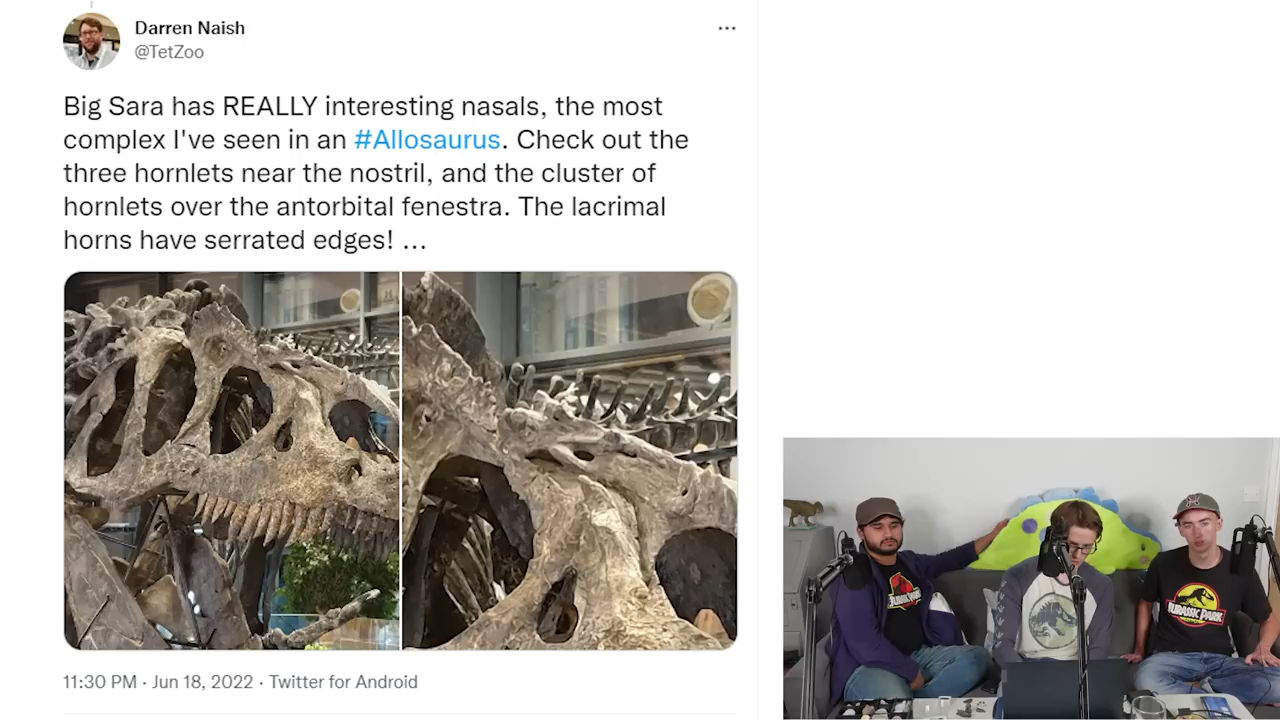 Darren Naish
@TetZoo
Big Sara has REALLY interesting nasals, the most
complex I've seen in an #Allosaurus. Check out the
three hornlets near the nostril, and the cluster of
hornlets over the antorbital fenestra. The lacrimal
horns have serrated edges! ...
11:30 PM · Jun 18, 2022 · Twitter for Android
JURASSIC PARK
JURASSIC PARK